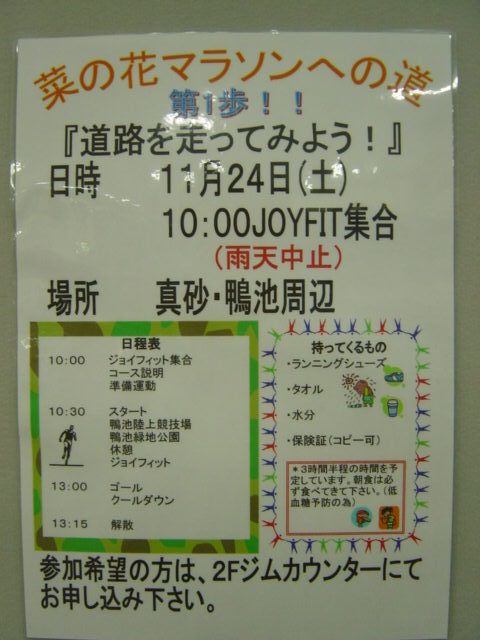 菜の花マラソンへの道
第1歩！！
『道路を走ってみよう！』
日時 11月24日(土)
10:00JOYFIT集合
(雨天中止)
場所 真砂・鴨池周辺
日程表
10:00 ジョイフィット集合
コース説明
準備運動
10:30 スタート
鴨池陸上競技場
鴨池緑地公園
休憩
ジョイフィット
13:00 ゴール
クールダウン
13:15 解散
持ってくるもの
・ランニングシューズ
・タオル
・水分
・保険証(コピー可)
＊3時間半程の時間を予
定しています。朝食は必
ず食べてきて下さい。(低
血糖予防の為)
参加希望の方は、2Fジムカウンターにて
お申し込み下さい。